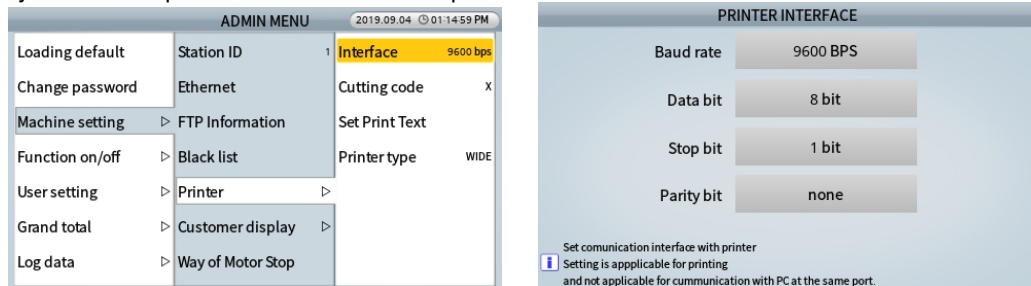 ADMIN MENU
2019.09.04 01:14:59 PM
Loading default
Station ID 1
Interface 9600 bps
Change password
Ethernet
Cutting code X
Machine setting ▷
FTP Information
Set Print Text
Function on/off ▷
Black list
Printer type WIDE
User setting ▷
Printer ▷
Grand total ▷
Customer display ▷
Log data ▷
Way of Motor Stop
PRINTER INTERFACE
Baud rate 9600 BPS
Data bit 8 bit
Stop bit 1 bit
Parity bit none
Set comunication interface with printer
i Setting is appplicable for printing
and not applicable for cummunication with PC at the same port.